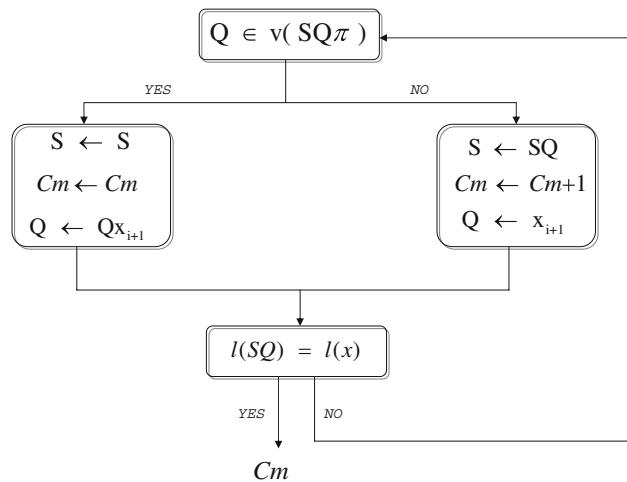 Q ∈ v( SQπ )
YES
NO
S ← S
Cm ← Cm
Q ← Qx_{i+1}
S ← SQ
Cm ← Cm+1
Q ← x_{i+1}
l(SQ) = l(x)
YES
NO
Cm